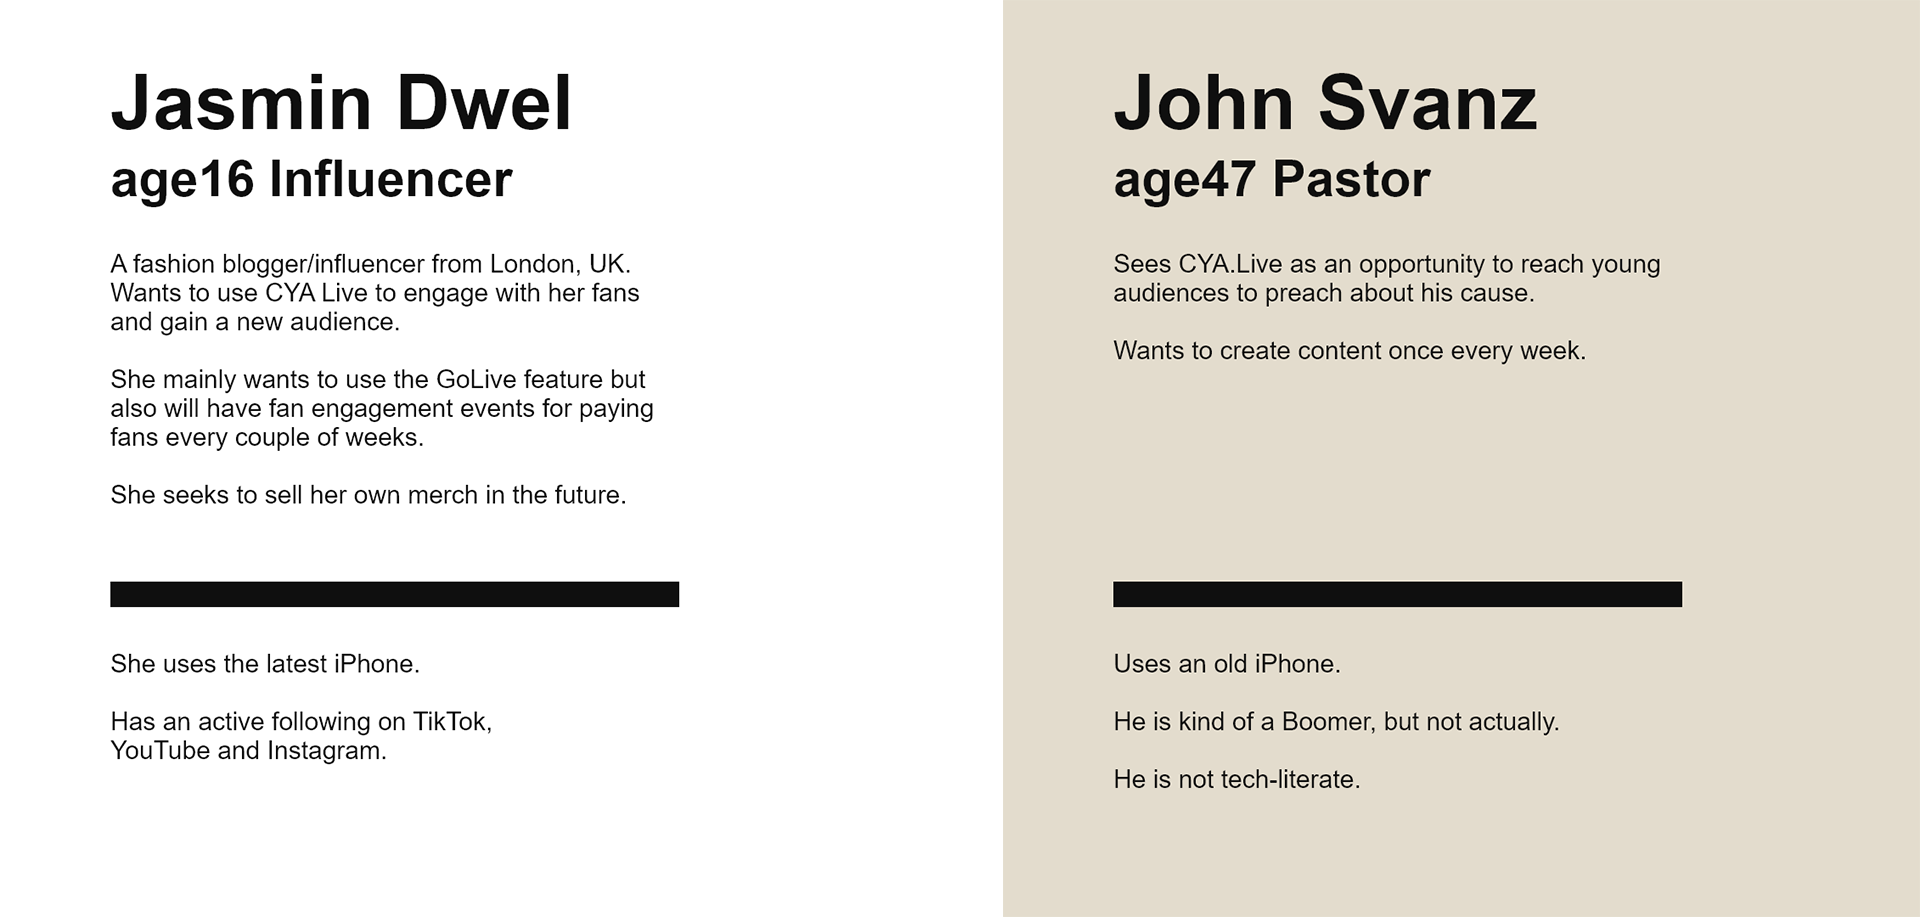 Jasmin Dwel
age16 Influencer
A fashion blogger/influencer from London, UK.
Wants to use CYA Live to engage with her fans
and gain a new audience.
She mainly wants to use the GoLive feature but
also will have fan engagement events for paying
fans every couple of weeks.
She seeks to sell her own merch in the future.
She uses the latest iPhone.
Has an active following on TikTok,
YouTube and Instagram.
John Svanz
age47 Pastor
Sees CYA.Live as an opportunity to reach young
audiences to preach about his cause.
Wants to create content once every week.
Uses an old iPhone.
He is kind of a Boomer, but not actually.
He is not tech-literate.